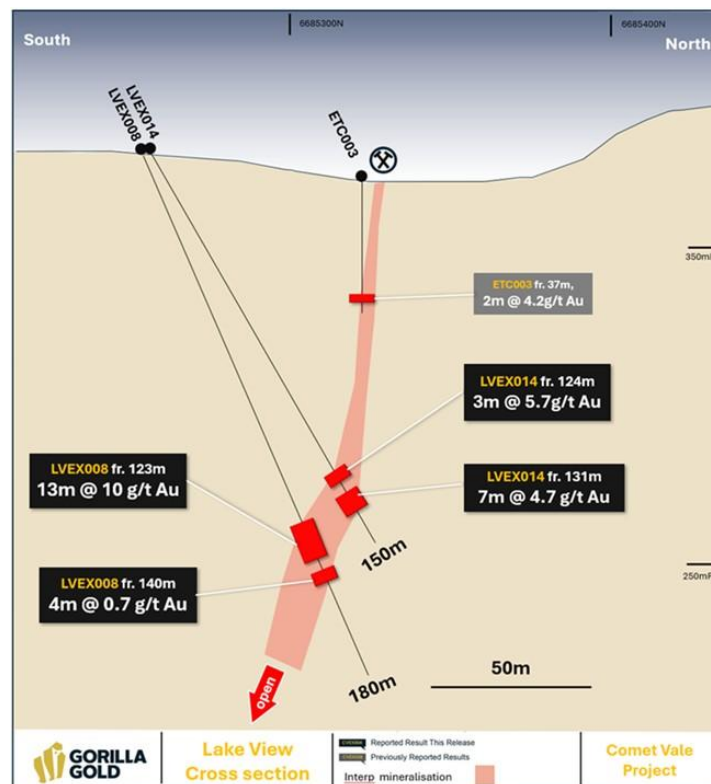 6685300N
6685400N
South
North
LVEX008
LVEX014
ETC003
350mR
ETC003 fr. 37m,
2m @ 4.2g/t Au
LVEX014 fr. 124m
3m @ 5.7g/t Au
LVEX008 fr. 123m
13m @ 10 g/t Au
LVEX014 fr. 131m
7m @ 4.7 g/t Au
150m
250mR
LVEX008 fr. 140m
4m @ 0.7 g/t Au
50m
180m
open
GORILLA
GOLD
Lake View
Cross section
Reported Result This Release
Previously Reported Results
Interp mineralisation
Comet Vale
Project